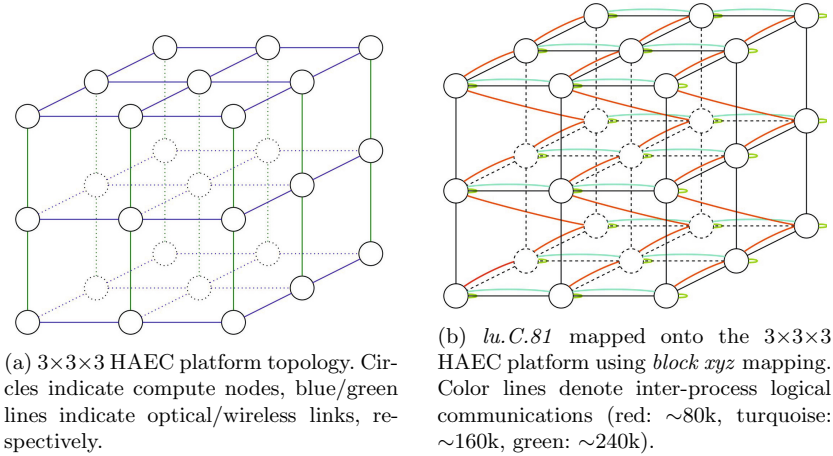 (a) 3×3×3 HAEC platform topology. Cir-
cles indicate compute nodes, blue/green
lines indicate optical/wireless links, re-
spectively.
(b) lu.C.81 mapped onto the 3×3×3
HAEC platform using block xyz mapping.
Color lines denote inter-process logical
communications (red: ~80k, turquoise:
~160k, green: ~240k).